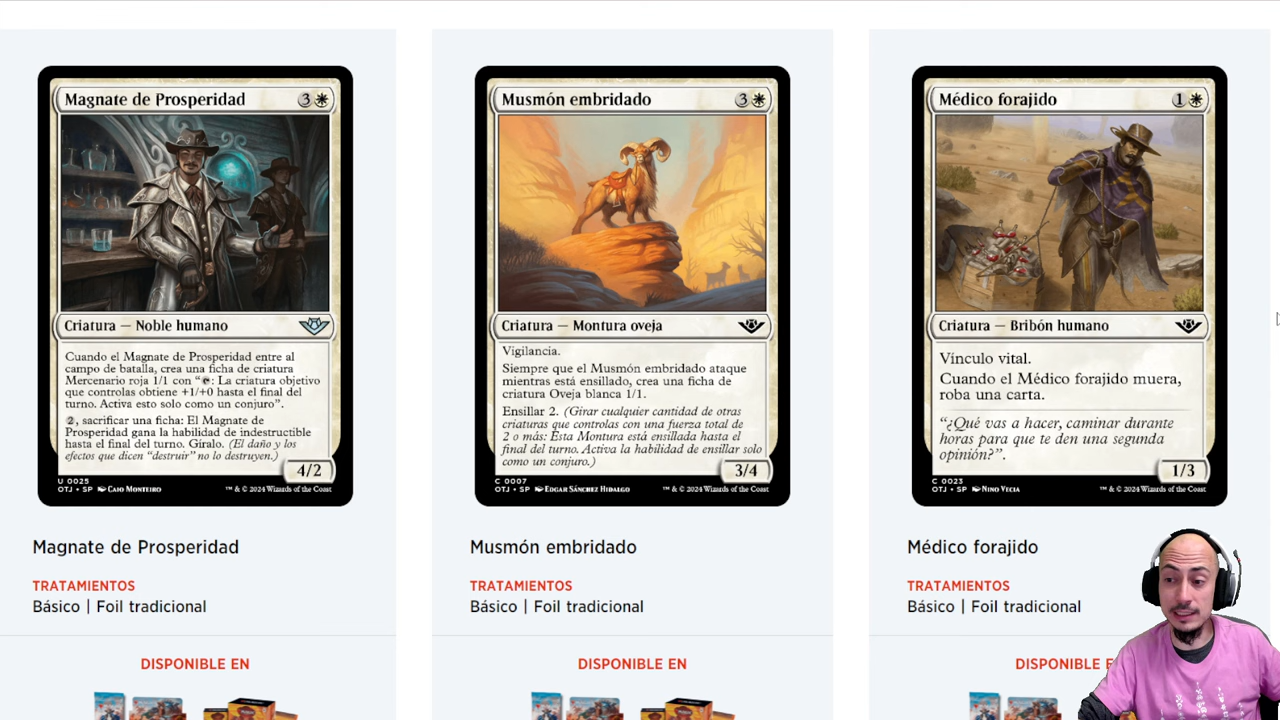 Magnate de Prosperidad 3
Criatura — Noble humano
Cuando el Magnate de Prosperidad entre al
campo de batalla, crea una ficha de criatura
Mercenario roja 1/1 con “: La criatura objetivo
que controlas obtiene +1/+0 hasta el final del
turno. Activa esto solo como un conjuro”.
2, sacrificar una ficha: El Magnate de
Prosperidad gana la habilidad de indestructible
hasta el final del turno. Gíralo. (El daño y los
efectos que dicen “destruir” no lo destruyen.)
4/2
U 0025
OTJ • SP Caio Monteiro ™ & © 2024 Wizards of the Coast
Musmón embridado 3
Criatura — Montura oveja
Vigilancia.
Siempre que el Musmón embridado ataque
mientras está ensillado, crea una ficha de
criatura Oveja blanca 1/1.
Ensillar 2. (Girar cualquier cantidad de otras
criaturas que controlas con una fuerza total de
2 o más: Esta Montura está ensillada hasta el
final del turno. Activa la habilidad de ensillar solo
como un conjuro.)
3/4
C 0007
OTJ • SP Edgar Sánchez Hidalgo ™ & © 2024 Wizards of the Coast
Médico forajido 1
Criatura — Bribón humano
Vínculo vital.
Cuando el Médico forajido muera,
roba una carta.
“¿Qué vas a hacer, caminar durante
horas para que te den una segunda
opinión?”.
1/3
C 0023
OTJ • SP Nino Vecia ™ & © 2024 Wizards of the Coast
Magnate de Prosperidad
TRATAMIENTOS
Básico | Foil tradicional
DISPONIBLE EN
Musmón embridado
TRATAMIENTOS
Básico | Foil tradicional
DISPONIBLE EN
Médico forajido
TRATAMIENTOS
Básico | Foil tradicional
DISPONIBLE E